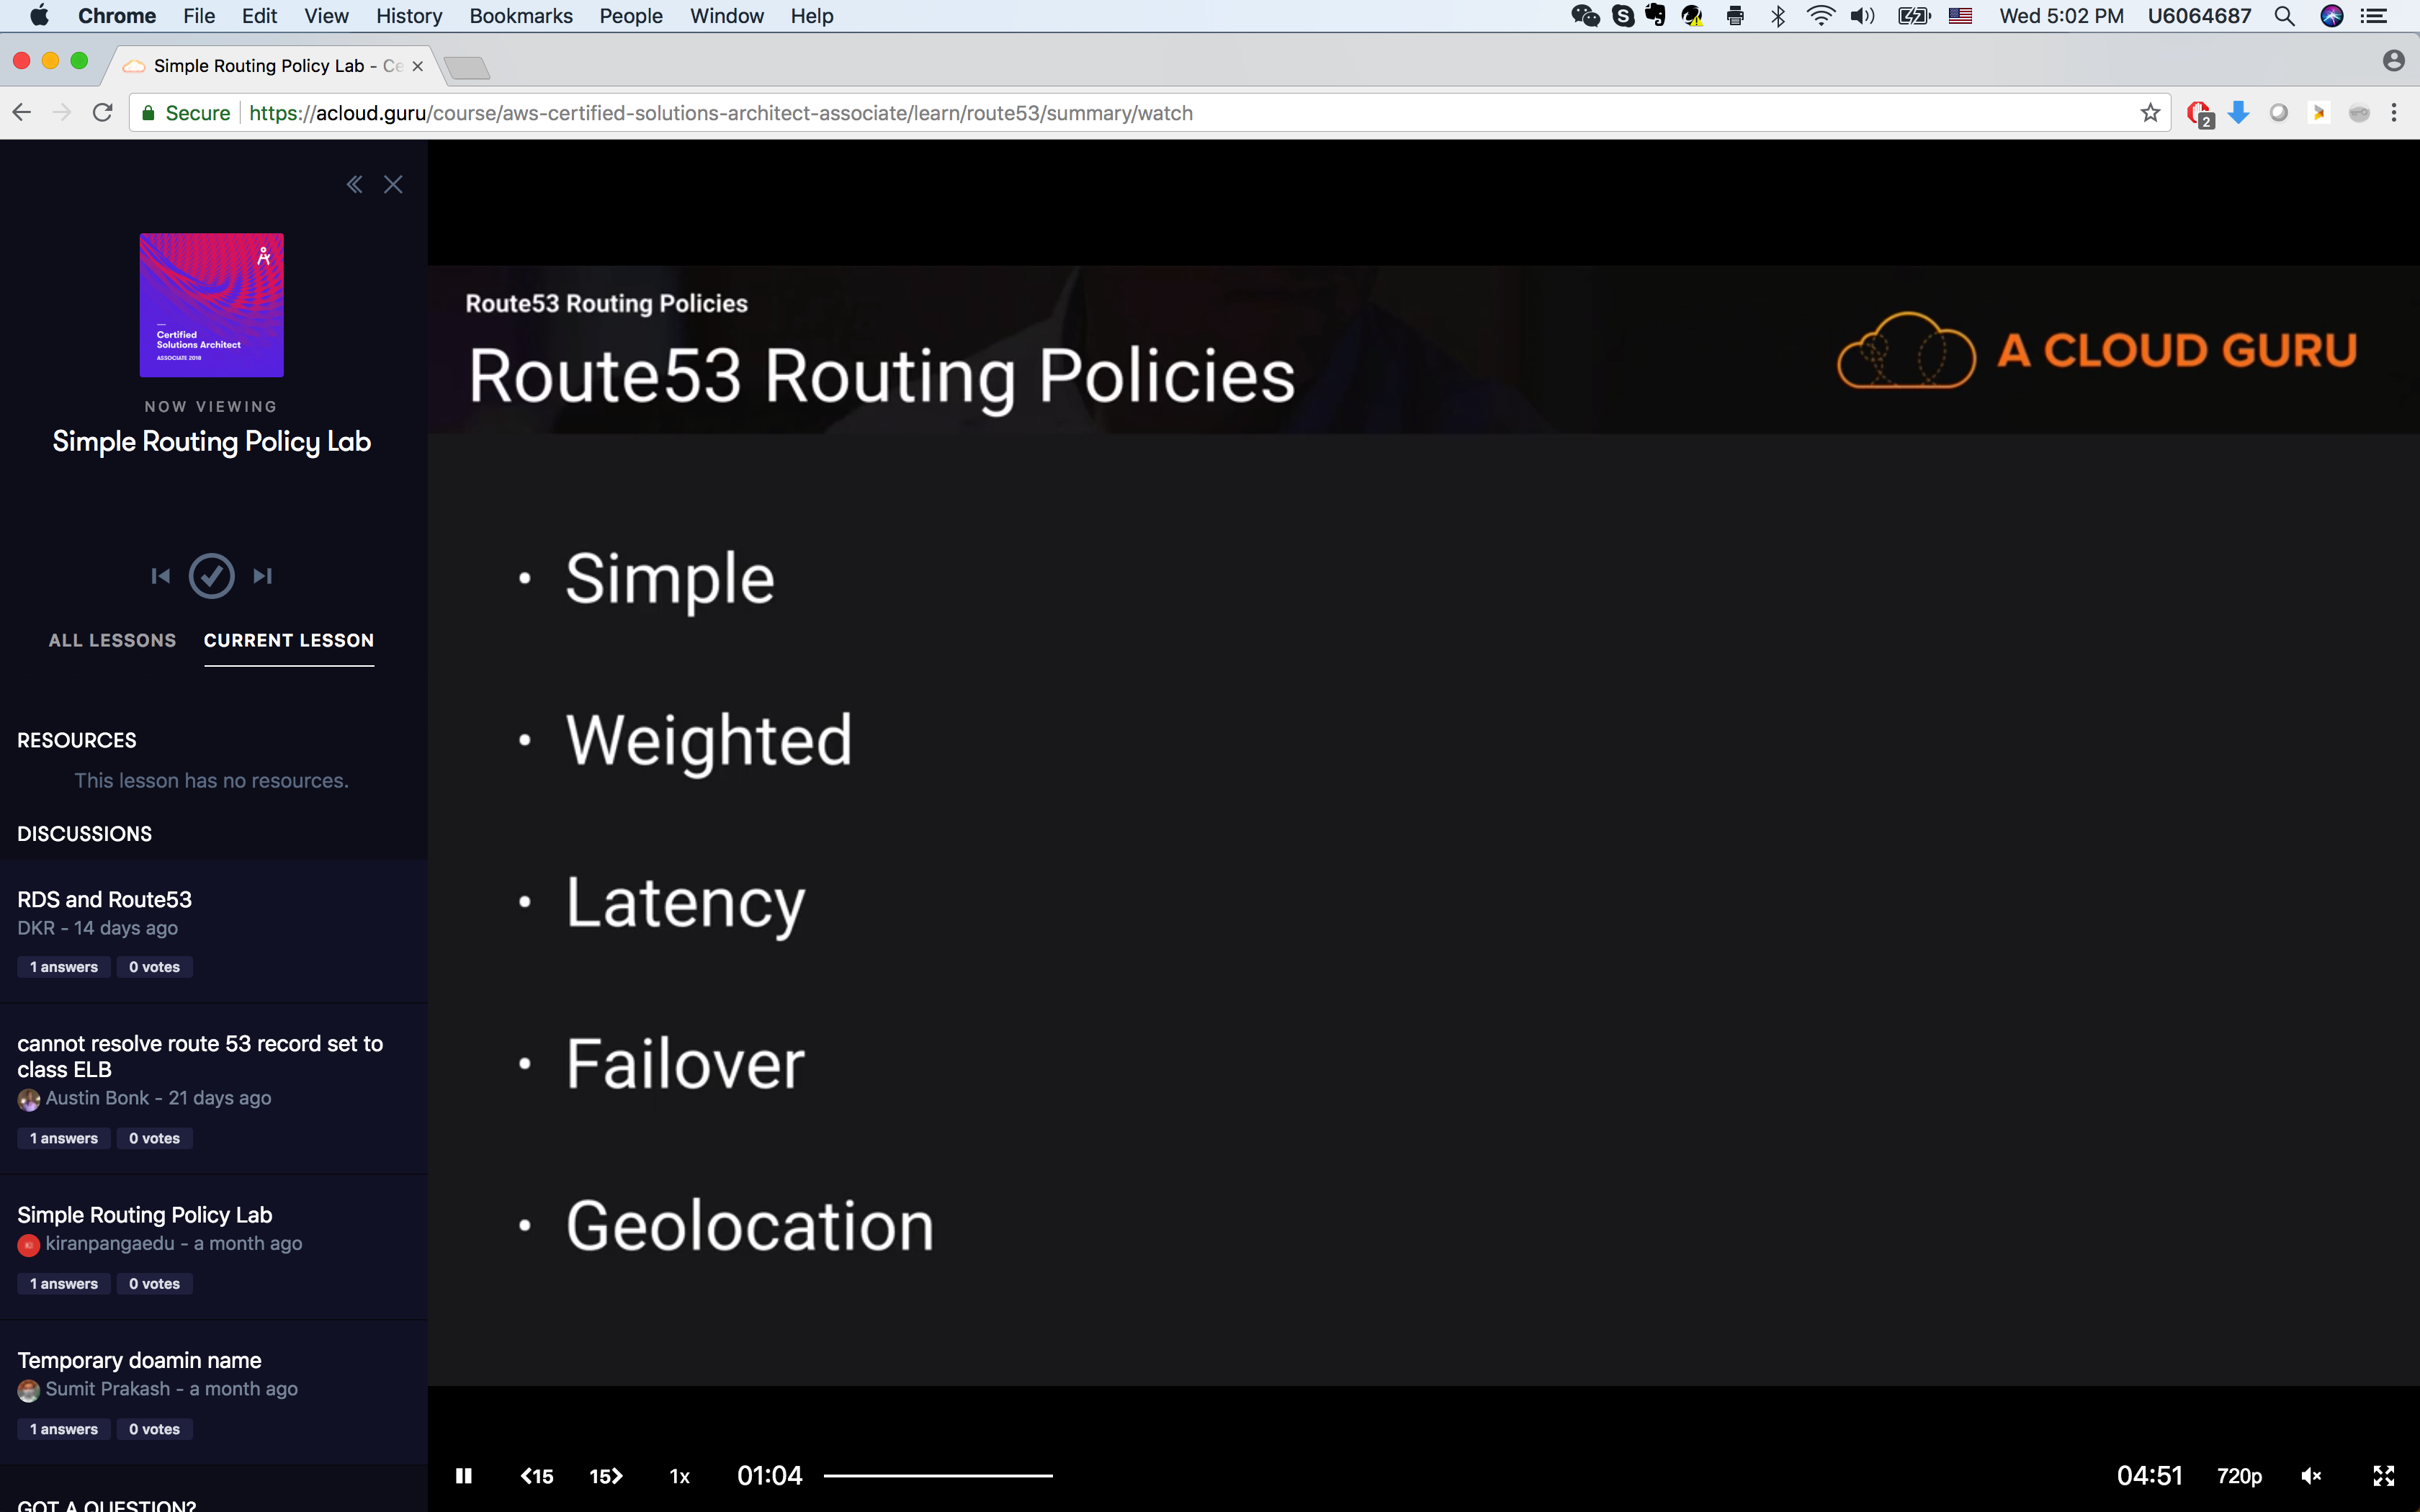 Chrome File Edit View History Bookmarks People Window Help
Wed 5:02 PM U6064687
Simple Routing Policy Lab - Ce
Secure https://acloud.guru/course/aws-certified-solutions-architect-associate/learn/route53/summary/watch
2
Certified
Solutions Architect
ASSOCIATE 2018
NOW VIEWING
Simple Routing Policy Lab
ALL LESSONS CURRENT LESSON
RESOURCES
This lesson has no resources.
DISCUSSIONS
RDS and Route53
DKR - 14 days ago
1 answers 0 votes
cannot resolve route 53 record set to
class ELB
Austin Bonk - 21 days ago
1 answers 0 votes
Simple Routing Policy Lab
kiranpangaedu - a month ago
1 answers 0 votes
Temporary doamin name
Sumit Prakash - a month ago
1 answers 0 votes
GOT A QUESTION?
Route53 Routing Policies
Route53 Routing Policies
A CLOUD GURU
• Simple
• Weighted
• Latency
• Failover
• Geolocation
<15 15> 1x 01:04 04:51 720p